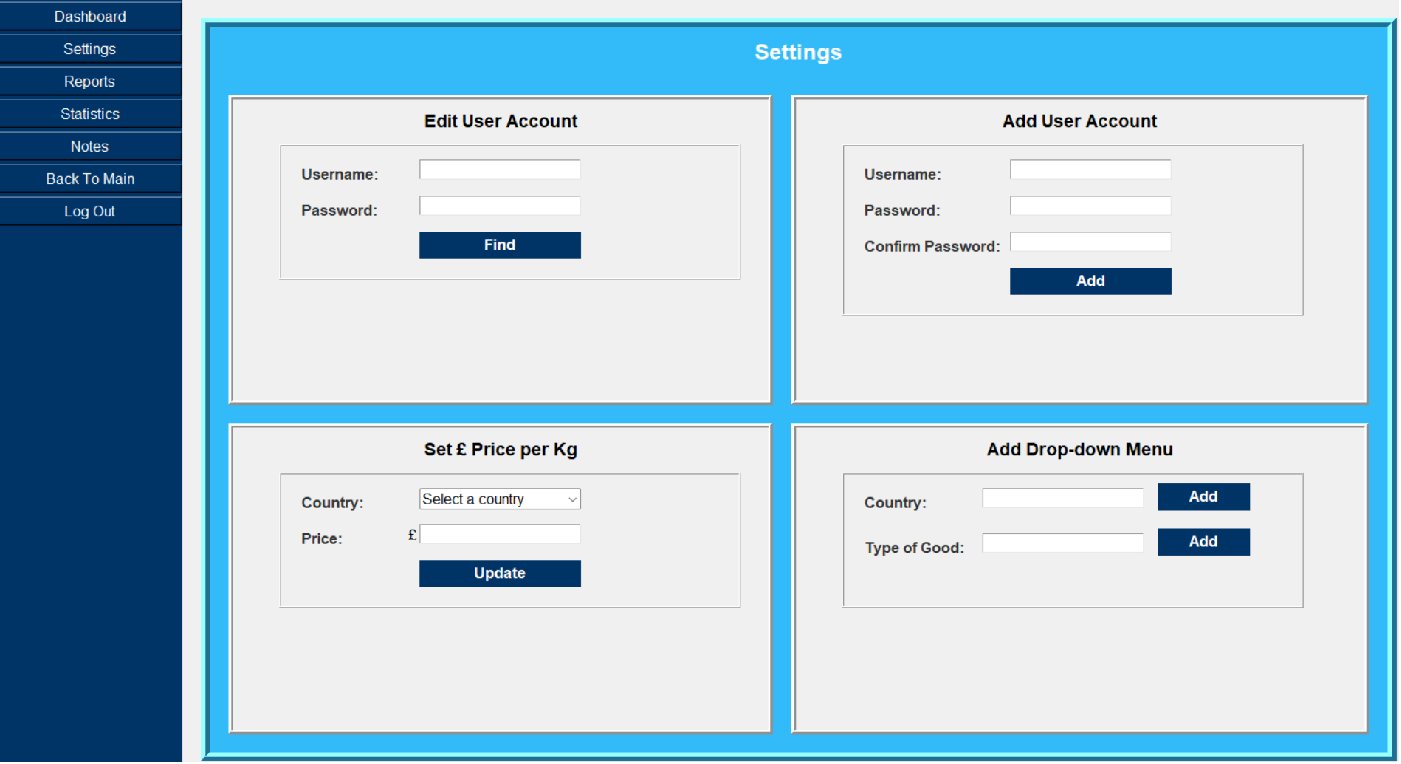 Dashboard
Settings
Reports
Statistics
Notes
Back To Main
Log Out
Settings
Edit User Account
Username:
Password:
Find
Add User Account
Username:
Password:
Confirm Password:
Add
Set £ Price per Kg
Country: Select a country
Price: £
Update
Add Drop-down Menu
Country: Add
Type of Good: Add